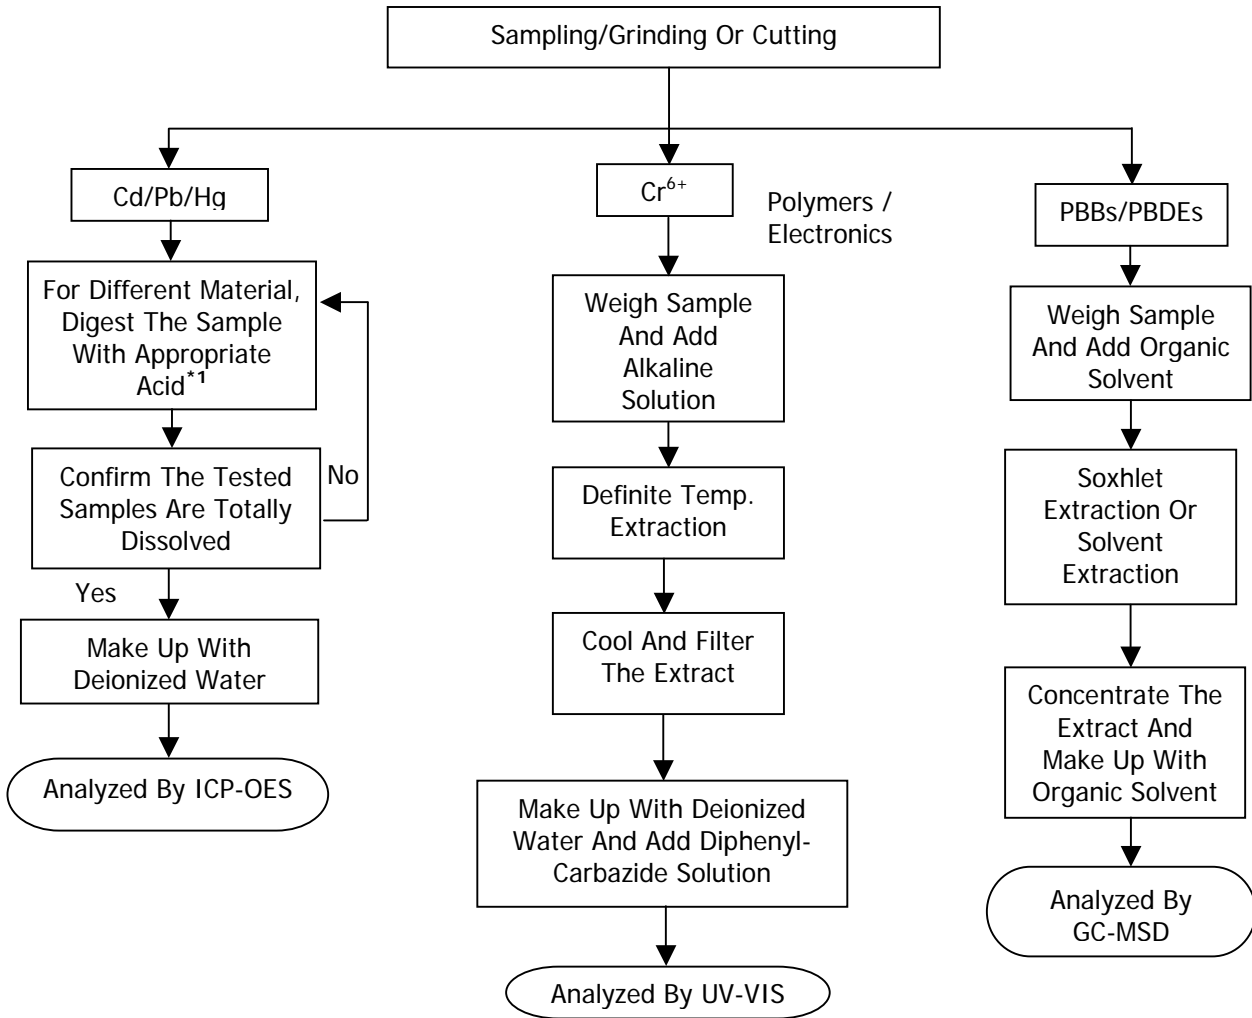 Sampling/Grinding Or Cutting
Cd/Pb/Hg
For Different Material,
Digest The Sample
With Appropriate
Acid*1
Confirm The Tested
Samples Are Totally
Dissolved
No
Yes
Make Up With
Deionized Water
Analyzed By ICP-OES
Cr6+
Polymers /
Electronics
Weigh Sample
And Add
Alkaline
Solution
Definite Temp.
Extraction
Cool And Filter
The Extract
Make Up With Deionized
Water And Add Diphenyl-
Carbazide Solution
Analyzed By UV-VIS
PBBs/PBDEs
Weigh Sample
And Add Organic
Solvent
Soxhlet
Extraction Or
Solvent
Extraction
Concentrate The
Extract And
Make Up With
Organic Solvent
Analyzed By
GC-MSD